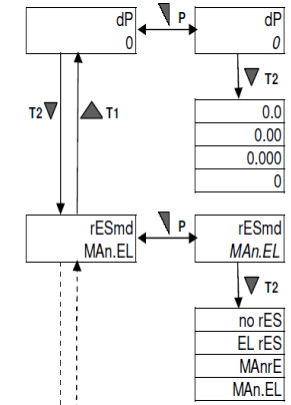 dP
0
P
dP
0
T2
T2
T1
0.0
0.00
0.000
0
rESmd
MAn.EL
P
rESmd
MAn.EL
T2
no rES
EL rES
MAnrE
MAn.EL